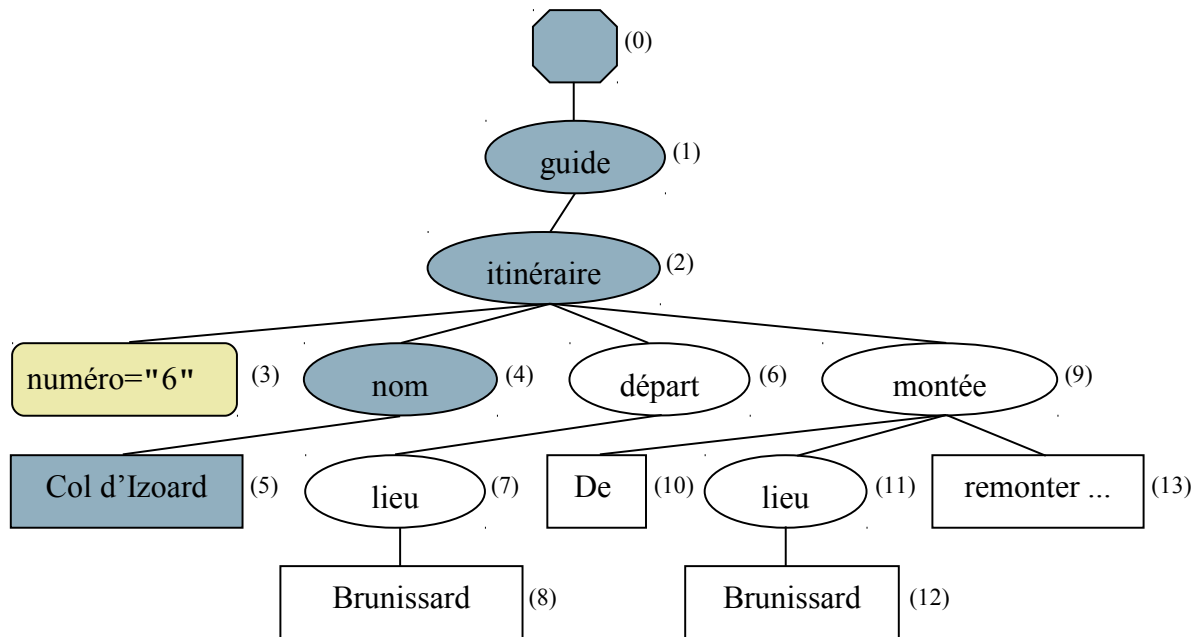 (0)
guide (1)
itinéraire (2)
numéro="6" (3) nom (4) départ (6) montée (9)
Col d’Izoard (5) lieu (7) De (10) lieu (11) remonter ... (13)
Brunissard (8) Brunissard (12)